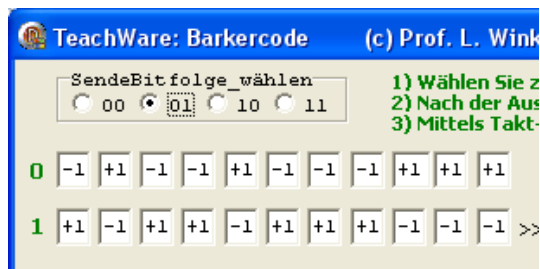 TeachWare: Barkercode (c) Prof. L. Wink
SendeBitfolge_wählen
00 01 10 11
1) Wählen Sie z
2) Nach der Aus
3) Mittels Takt-
0 -1 +1 -1 -1 +1 -1 -1 -1 +1 +1 +1
1 +1 -1 +1 +1 -1 +1 +1 +1 -1 -1 -1 >>